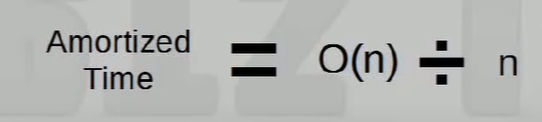 Amortized
Time = O(n) ÷ n